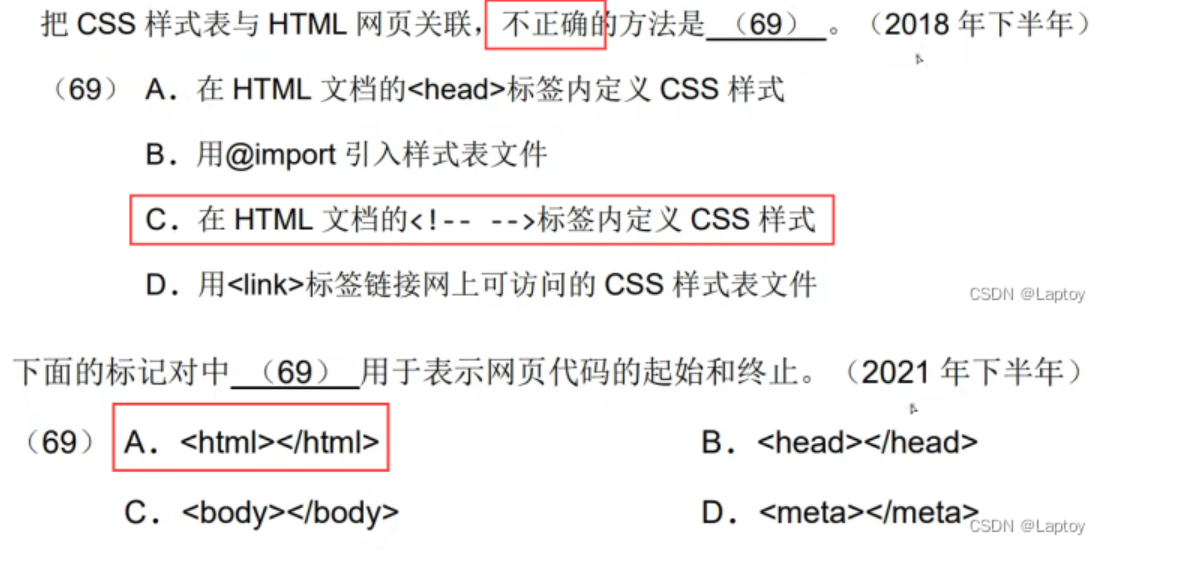 把 CSS 样式表与 HTML 网页关联，不正确的方法是（69）。（2018 年下半年）
（69） A．在 HTML 文档的<head>标签内定义 CSS 样式
B．用@import 引入样式表文件
C．在 HTML 文档的<!-- -->标签内定义 CSS 样式
D．用<link>标签链接网上可访问的 CSS 样式表文件
CSDN @Laptoy
下面的标记对中（69）用于表示网页代码的起始和终止。（2021 年下半年）
（69） A．<html></html> B．<head></head>
C．<body></body> D．<meta></meta>
CSDN @Laptoy